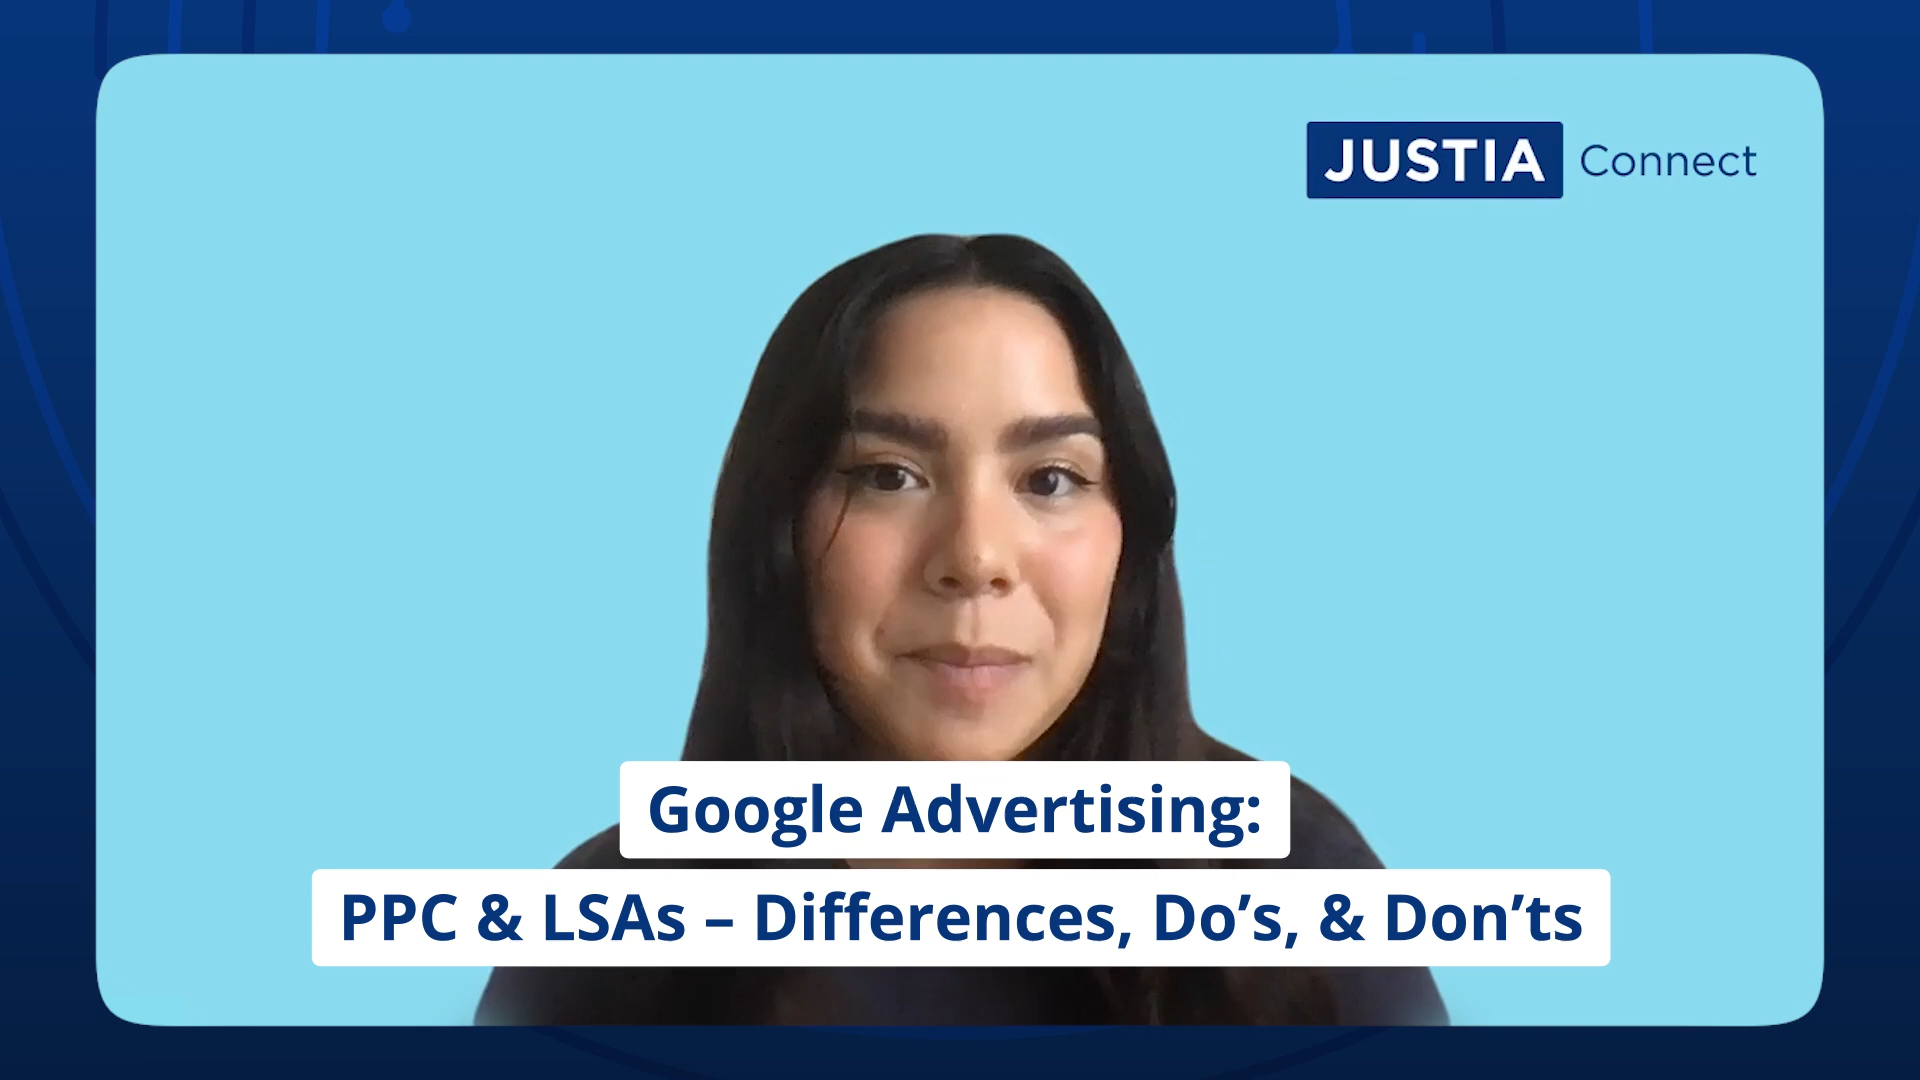 JUSTIA Connect
Google Advertising:
PPC & LSAs – Differences, Do’s, & Don’ts